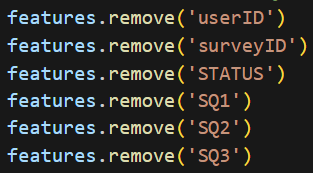 features.remove('userID')
features.remove('surveyID')
features.remove('STATUS')
features.remove('SQ1')
features.remove('SQ2')
features.remove('SQ3')